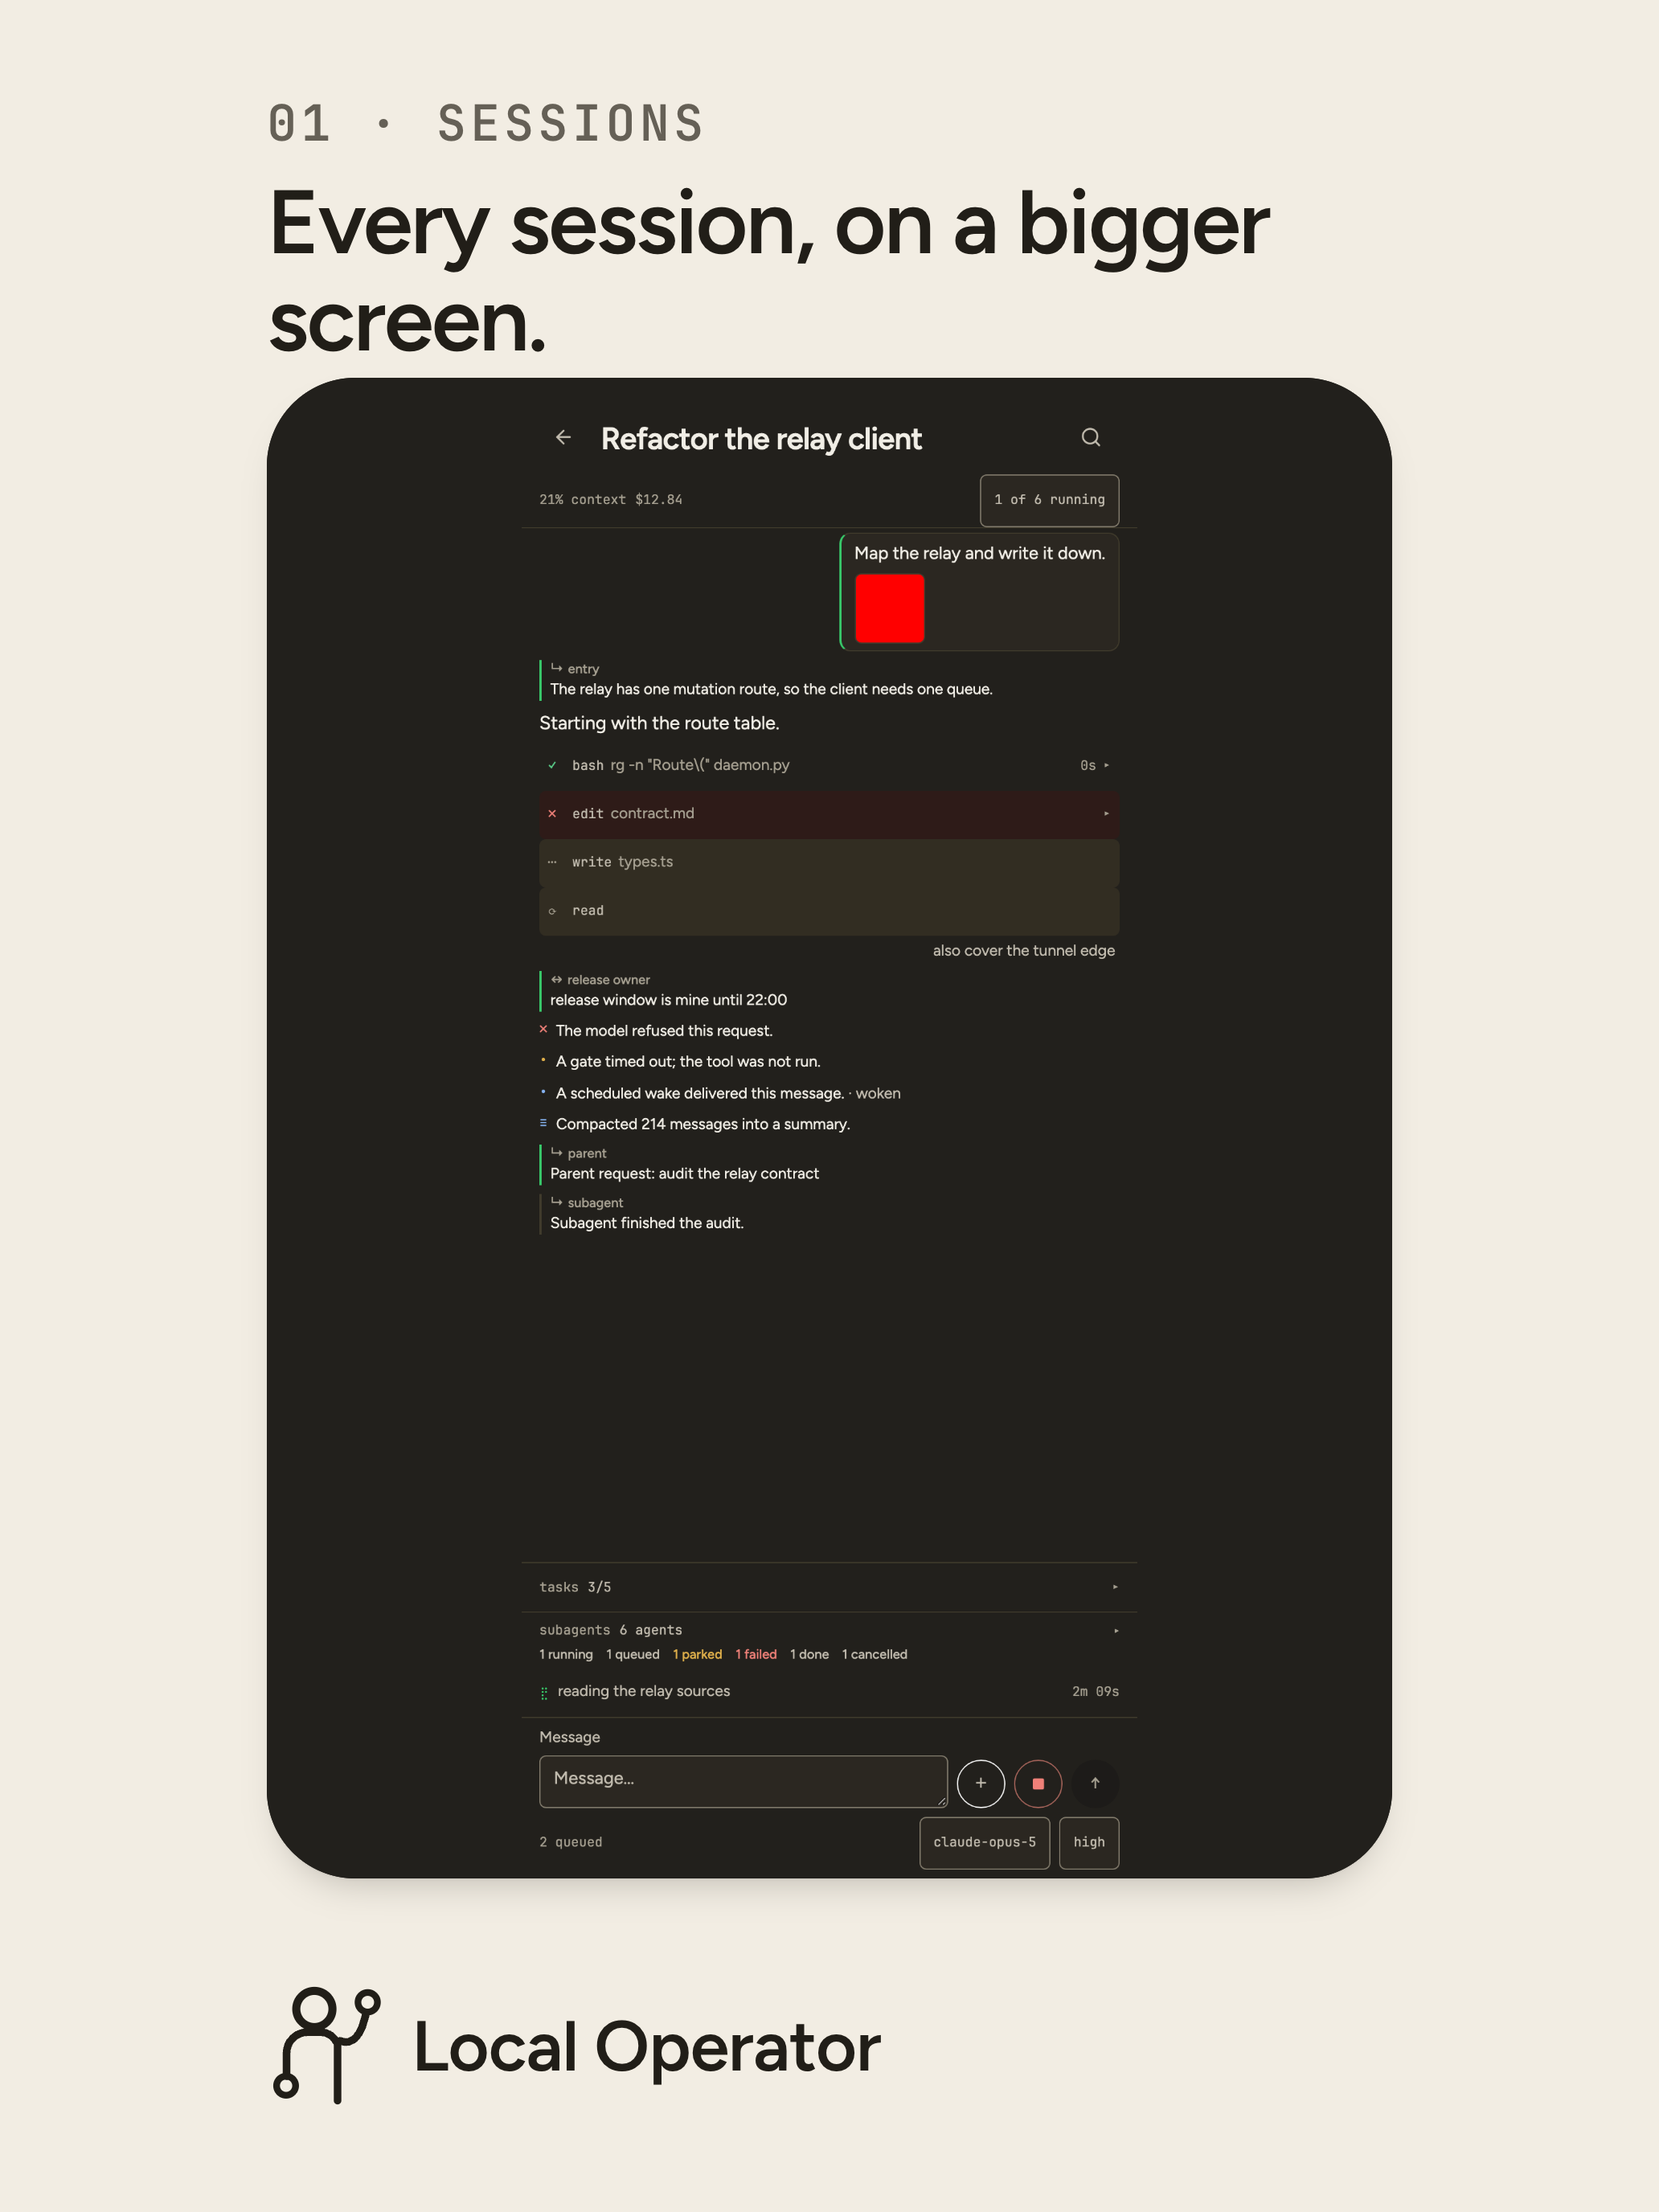 01 · SESSIONS
Every session, on a bigger
screen.
Refactor the relay client
21% context $12.84
1 of 6 running
Map the relay and write it down.
entry
The relay has one mutation route, so the client needs one queue.
Starting with the route table.
bash rg -n "Route\(" daemon.py 0s
edit contract.md
write types.ts
read
also cover the tunnel edge
release owner
release window is mine until 22:00
The model refused this request.
A gate timed out; the tool was not run.
A scheduled wake delivered this message. · woken
Compacted 214 messages into a summary.
parent
Parent request: audit the relay contract
subagent
Subagent finished the audit.
tasks 3/5
subagents 6 agents
1 running 1 queued 1 parked 1 failed 1 done 1 cancelled
reading the relay sources 2m 09s
Message
Message...
2 queued claude-opus-5 high
Local Operator